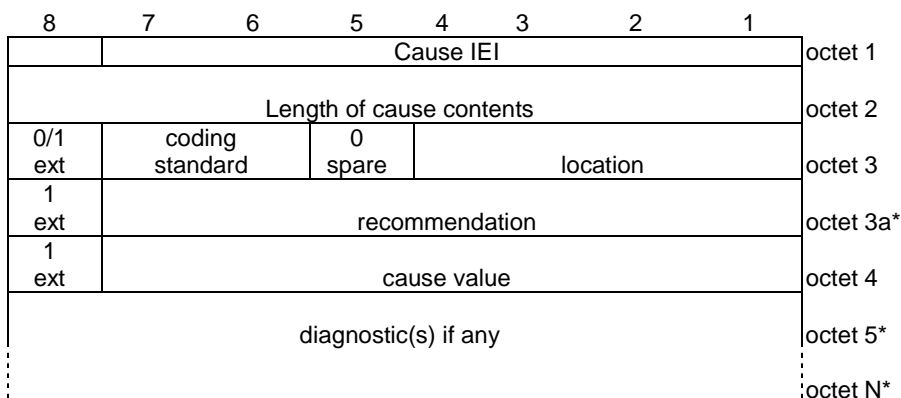 8 7 6 5 4 3 2 1
Cause IEI octet 1
Length of cause contents octet 2
0/1 coding 0
ext standard spare location octet 3
1
ext recommendation octet 3a*
1
ext cause value octet 4
diagnostic(s) if any octet 5*
octet N*